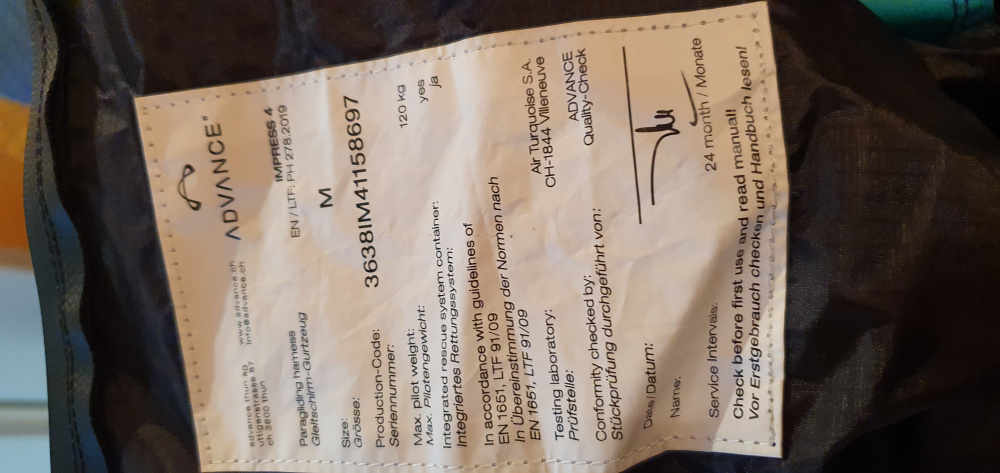 ADVANCE
advance thun ag www.advance.ch
uttigenstrasse 87 info@advance.ch
ch 3600 thun
Paragliding harness IMPRESS 4
Gleitschirm-Gurtzeug EN / LTF: PH 278.2019
Size: M
Grösse:
Production-Code: 3638IM41158697
Seriennummer:
Max. pilot weight: 120 kg
Max. Pilotengewicht:
Integrated rescue system container: yes
Integriertes Rettungssystem: ja
In accordance with guidelines of
EN 1651, LTF 91/09
In Übereinstimmung der Normen nach
EN 1651, LTF 91/09
Testing laboratory: Air Turquoise S.A.
Prüfstelle: CH-1844 Villeneuve
Conformity checked by: ADVANCE
Stückprüfung durchgeführt von: Quality-Check
Date / Datum:
Name:
Service Intervals: 24 month / Monate
Check before first use and read manual!
Vor Erstgebrauch checken und Handbuch lesen!